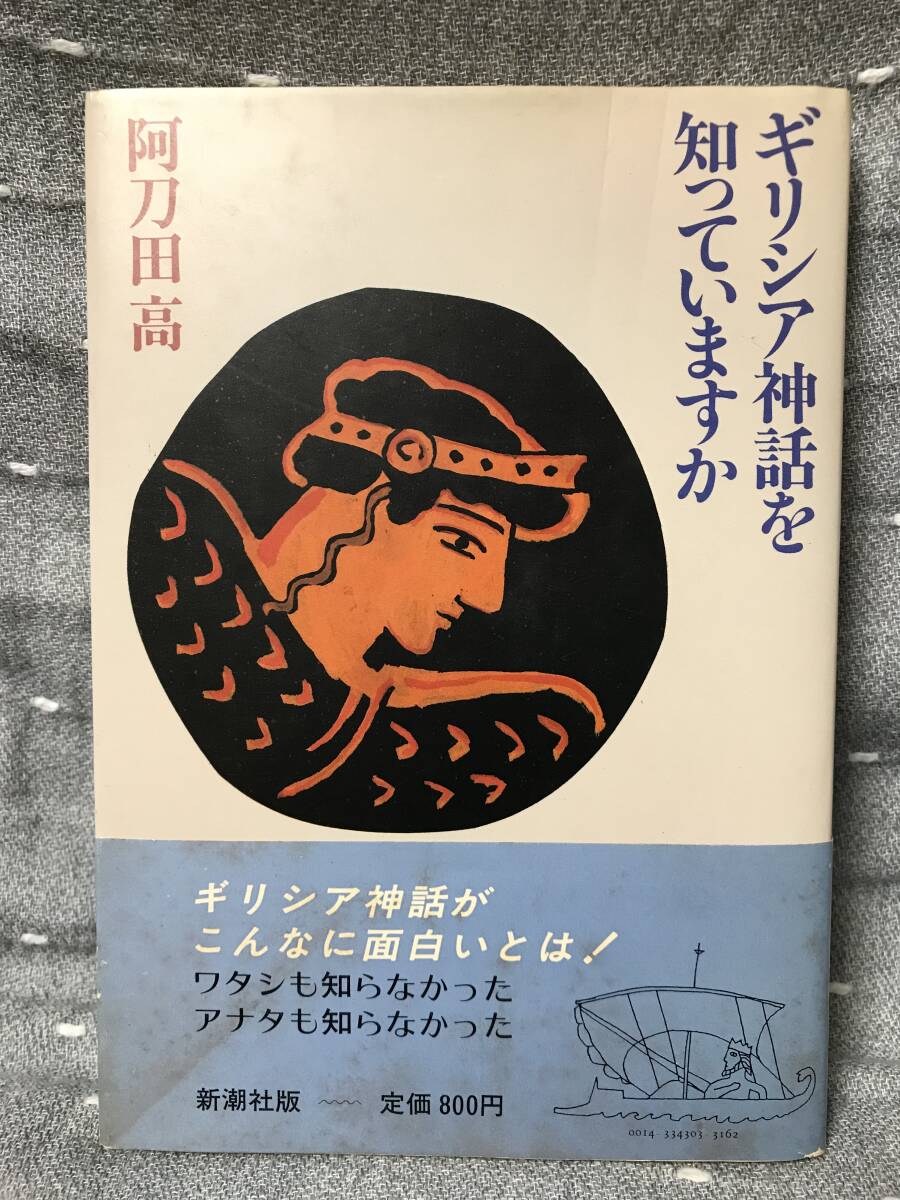 ギリシア神話を
知っていますか
阿刀田高
ギリシア神話が
こんなに面白いとは！
ワタシも知らなかった
アナタも知らなかった
新潮社版 〜〜 定価800円
0014-334303-3162